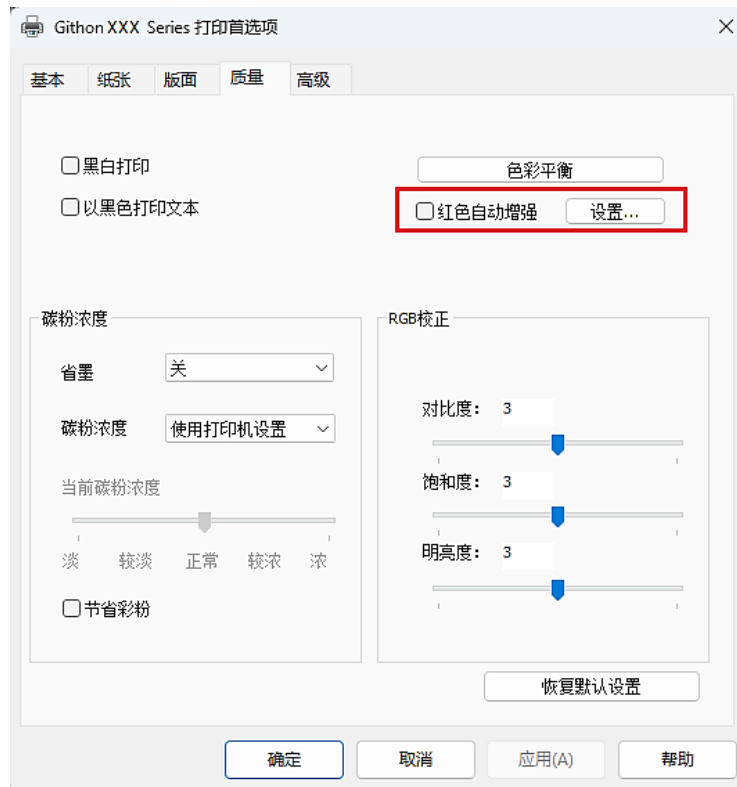 Githon XXX Series 打印首选项
基本 纸张 版面 质量 高级
黑白打印
以黑色打印文本
色彩平衡
红色自动增强 设置...
碳粉浓度
省墨 关
碳粉浓度 使用打印机设置
当前碳粉浓度
淡 较淡 正常 较浓 浓
节省彩粉
RGB校正
对比度： 3
饱和度： 3
明亮度： 3
恢复默认设置
确定 取消 应用(A) 帮助